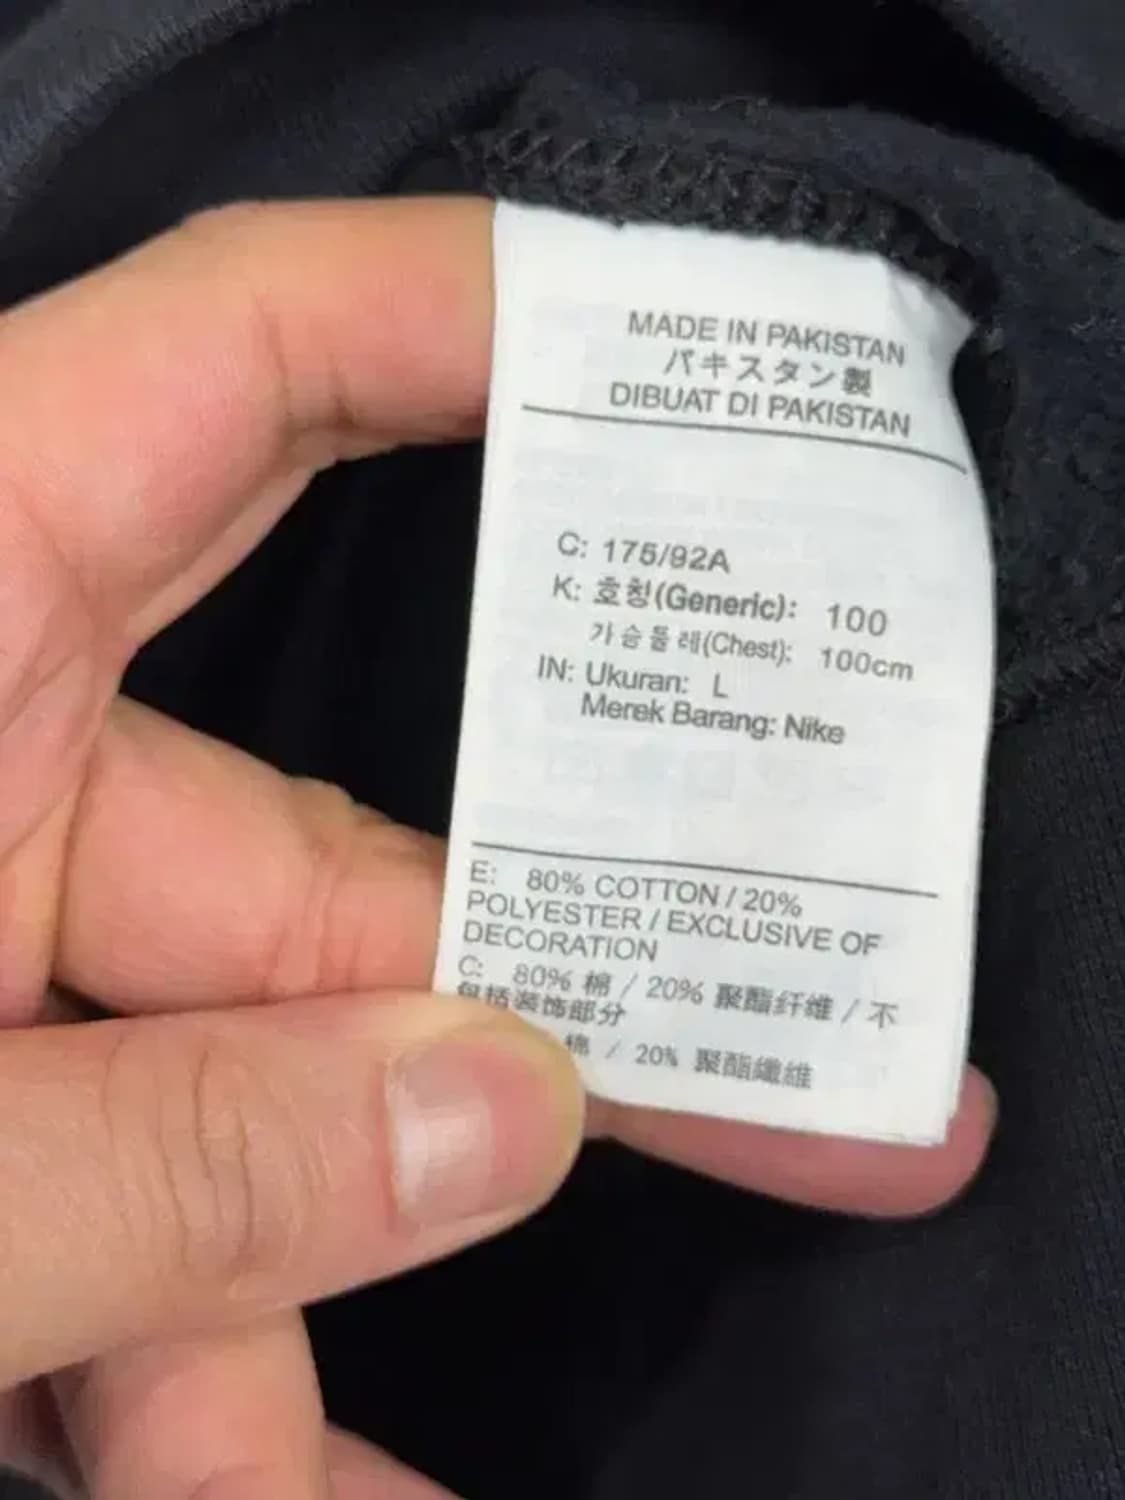 MADE IN PAKISTAN
パキスタン製
DIBUAT DI PAKISTAN
C: 175/92A
K: 호칭(Generic): 100
가슴둘레(Chest): 100cm
IN: Ukuran: L
Merek Barang: Nike
E: 80% COTTON / 20%
POLYESTER / EXCLUSIVE OF
DECORATION
C: 80% 棉 / 20% 聚酯纤维 / 不
包括装饰部分
棉 / 20% 聚酯纖維